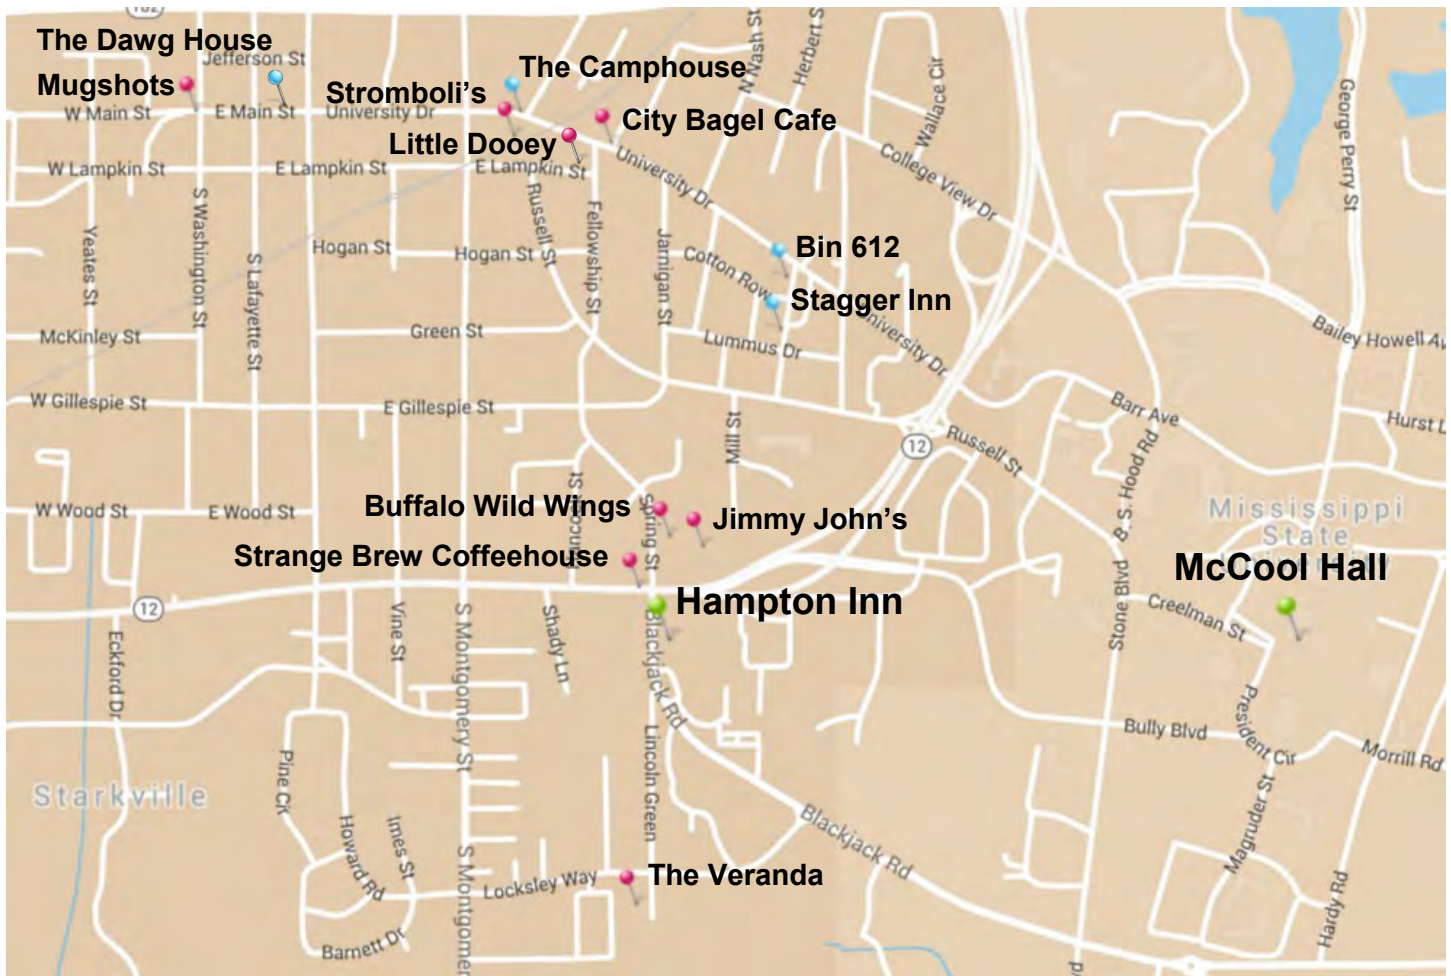 182
The Dawg House
Jefferson St
Mugshots
W Main St
E Main St
University Dr
Stromboli's
The Camphouse
Little Dooey
City Bagel Cafe
N Nash St
Herbert S
Wallace Cir
College View Dr
George Perry St
W Lampkin St
E Lampkin St
E Lampkin St
University Dr
S Washington St
Yeates St
S Lafayette St
Hogan St
Hogan St
Russell St
Fellowship St
Jarnigan St
Cotton Row
Bin 612
Stagger Inn
University Dr
McKinley St
Green St
Lummus Dr
Bailey Howell Av
W Gillespie St
E Gillespie St
Mill St
12
Russell St
Barr Ave
B. S. Hood Rd
Hurst L
W Wood St
E Wood St
Buffalo Wild Wings
Spring St
Jimmy John's
Strange Brew Coffeehouse
Mississippi
State
McCool Hall
12
Hampton Inn
Eckford Dr
Vine St
S Montgomery St
Shady Ln
Blackjack Rd
Stone Blvd
Creelman St
Lincoln Green
President Cir
Bully Blvd
Morrill Rd
Starkville
Howard Rd
Imes St
Blackjack Rd
Magruder St
S Montgomer
Locksley Way
The Veranda
Hardy Rd
Barnett Dr